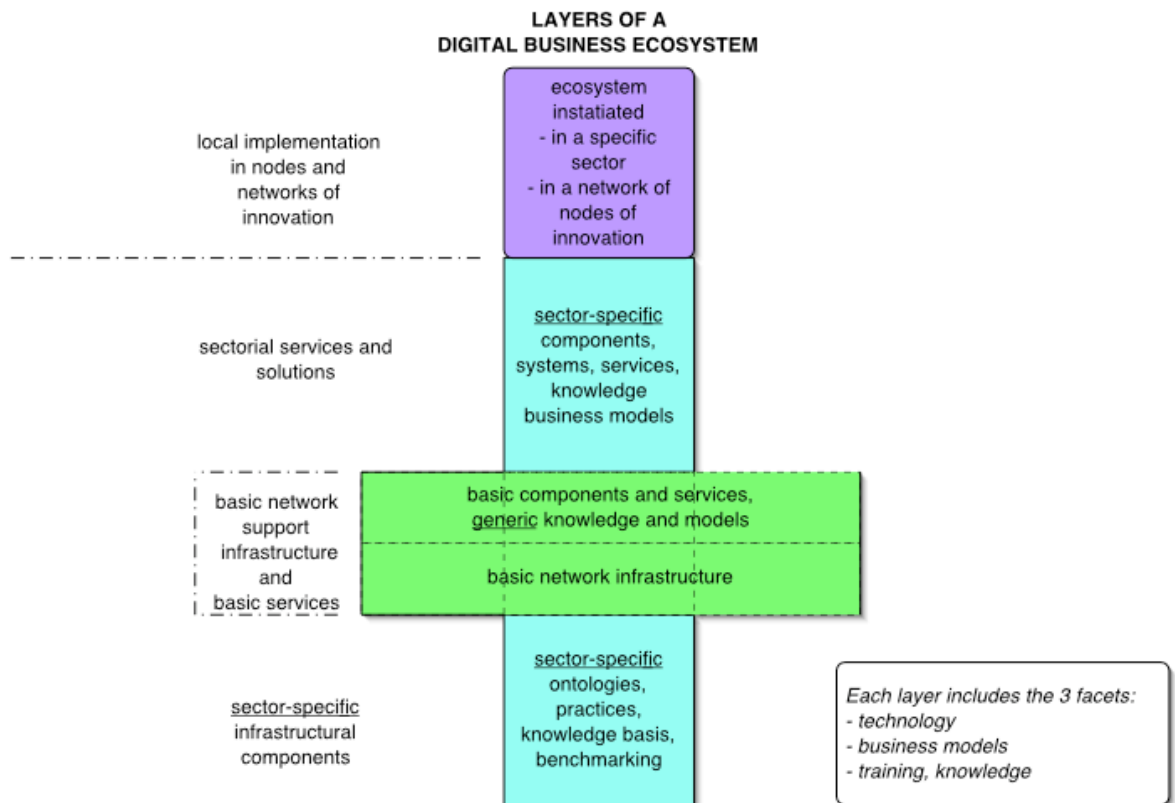 LAYERS OF A
DIGITAL BUSINESS ECOSYSTEM
local implementation
in nodes and
networks of
innovation
ecosystem
instatiated
- in a specific
sector
- in a network of
nodes of
innovation
sectorial services and
solutions
sector-specific
components,
systems, services,
knowledge
business models
basic network
support
infrastructure
and
basic services
basic components and services,
generic knowledge and models
basic network infrastructure
sector-specific
infrastructural
components
sector-specific
ontologies,
practices,
knowledge basis,
benchmarking
Each layer includes the 3 facets:
- technology
- business models
- training, knowledge